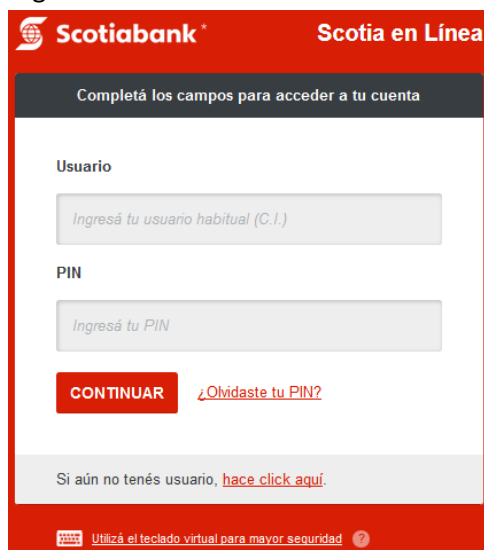 Scotiabank* Scotia en Línea
Completá los campos para acceder a tu cuenta
Usuario
Ingresá tu usuario habitual (C.I.)
PIN
Ingresá tu PIN
CONTINUAR ¿Olvidaste tu PIN?
Si aún no tenés usuario, hace click aquí.
Utilizá el teclado virtual para mayor seguridad ?